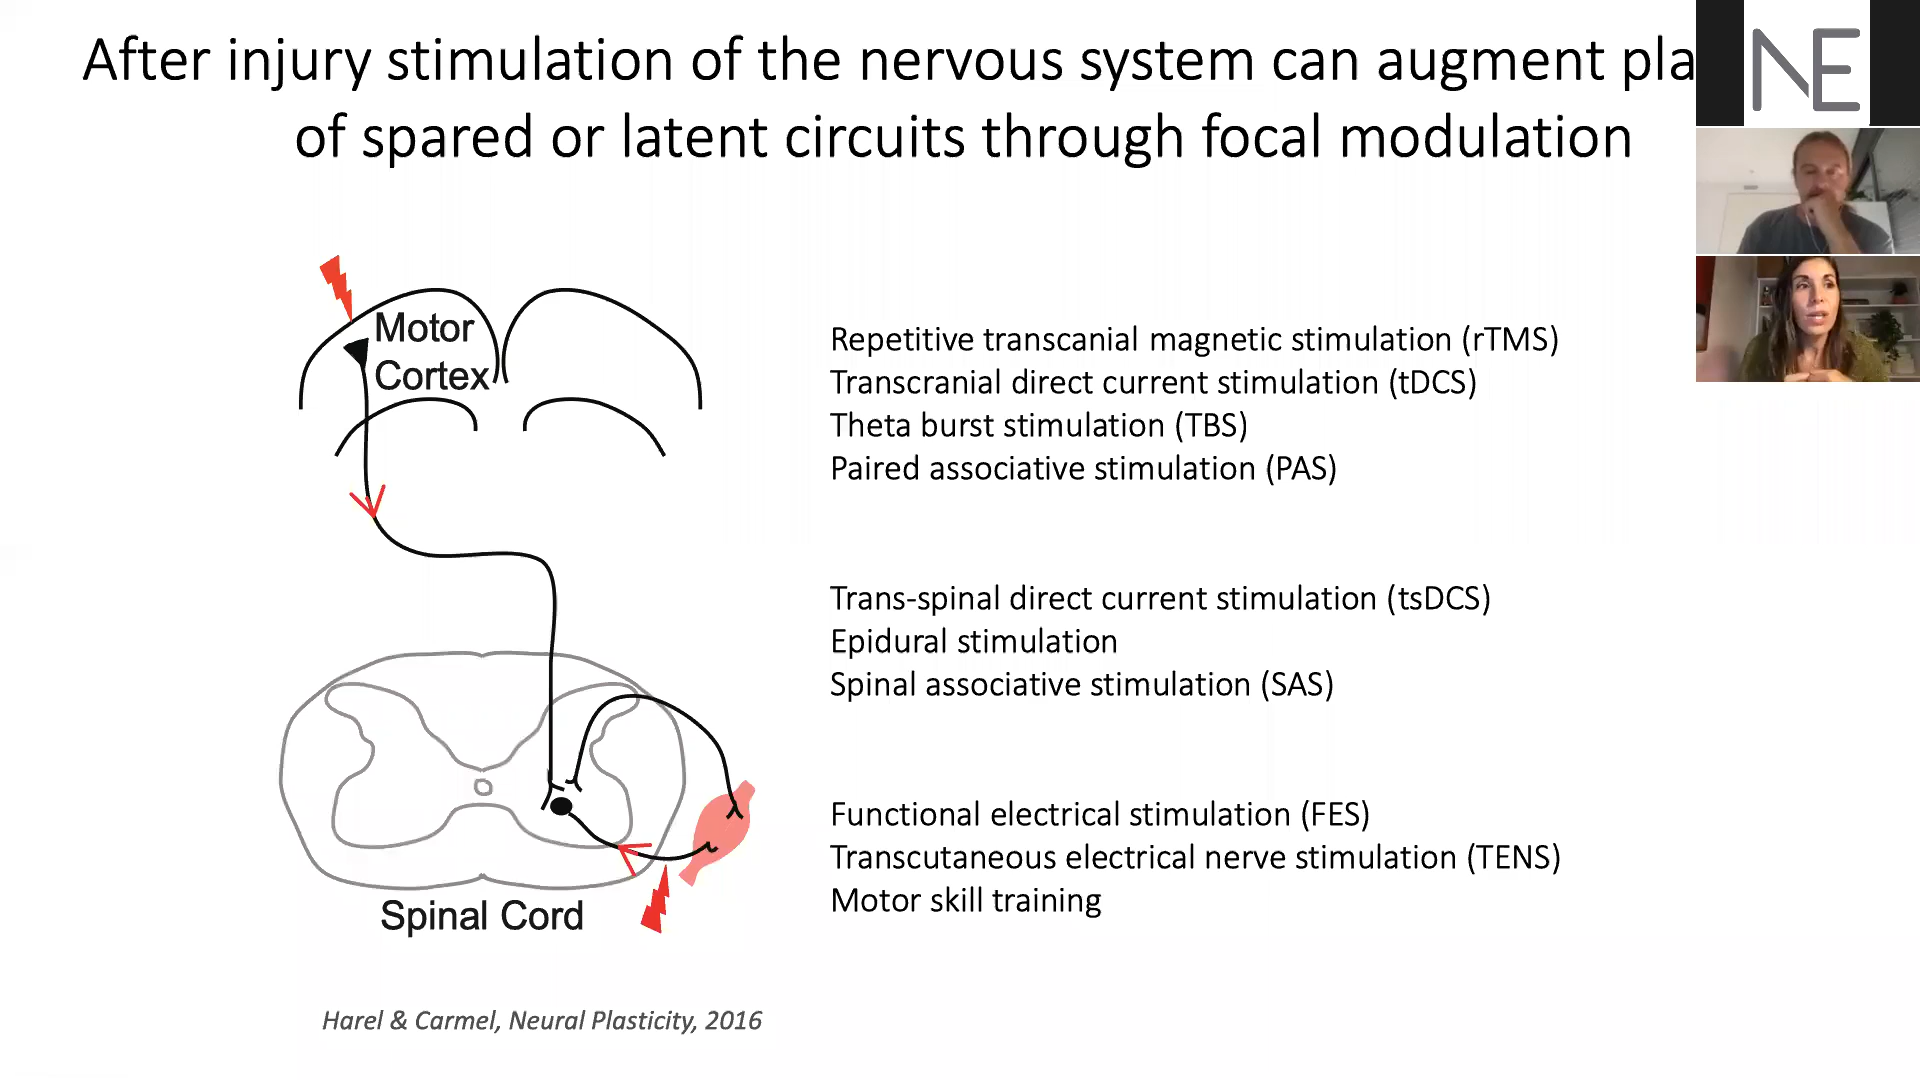 After injury stimulation of the nervous system can augment pla
of spared or latent circuits through focal modulation
NE
Motor
Cortex
Repetitive transcanial magnetic stimulation (rTMS)
Transcranial direct current stimulation (tDCS)
Theta burst stimulation (TBS)
Paired associative stimulation (PAS)
Trans-spinal direct current stimulation (tsDCS)
Epidural stimulation
Spinal associative stimulation (SAS)
Functional electrical stimulation (FES)
Transcutaneous electrical nerve stimulation (TENS)
Motor skill training
Spinal Cord
Harel & Carmel, Neural Plasticity, 2016